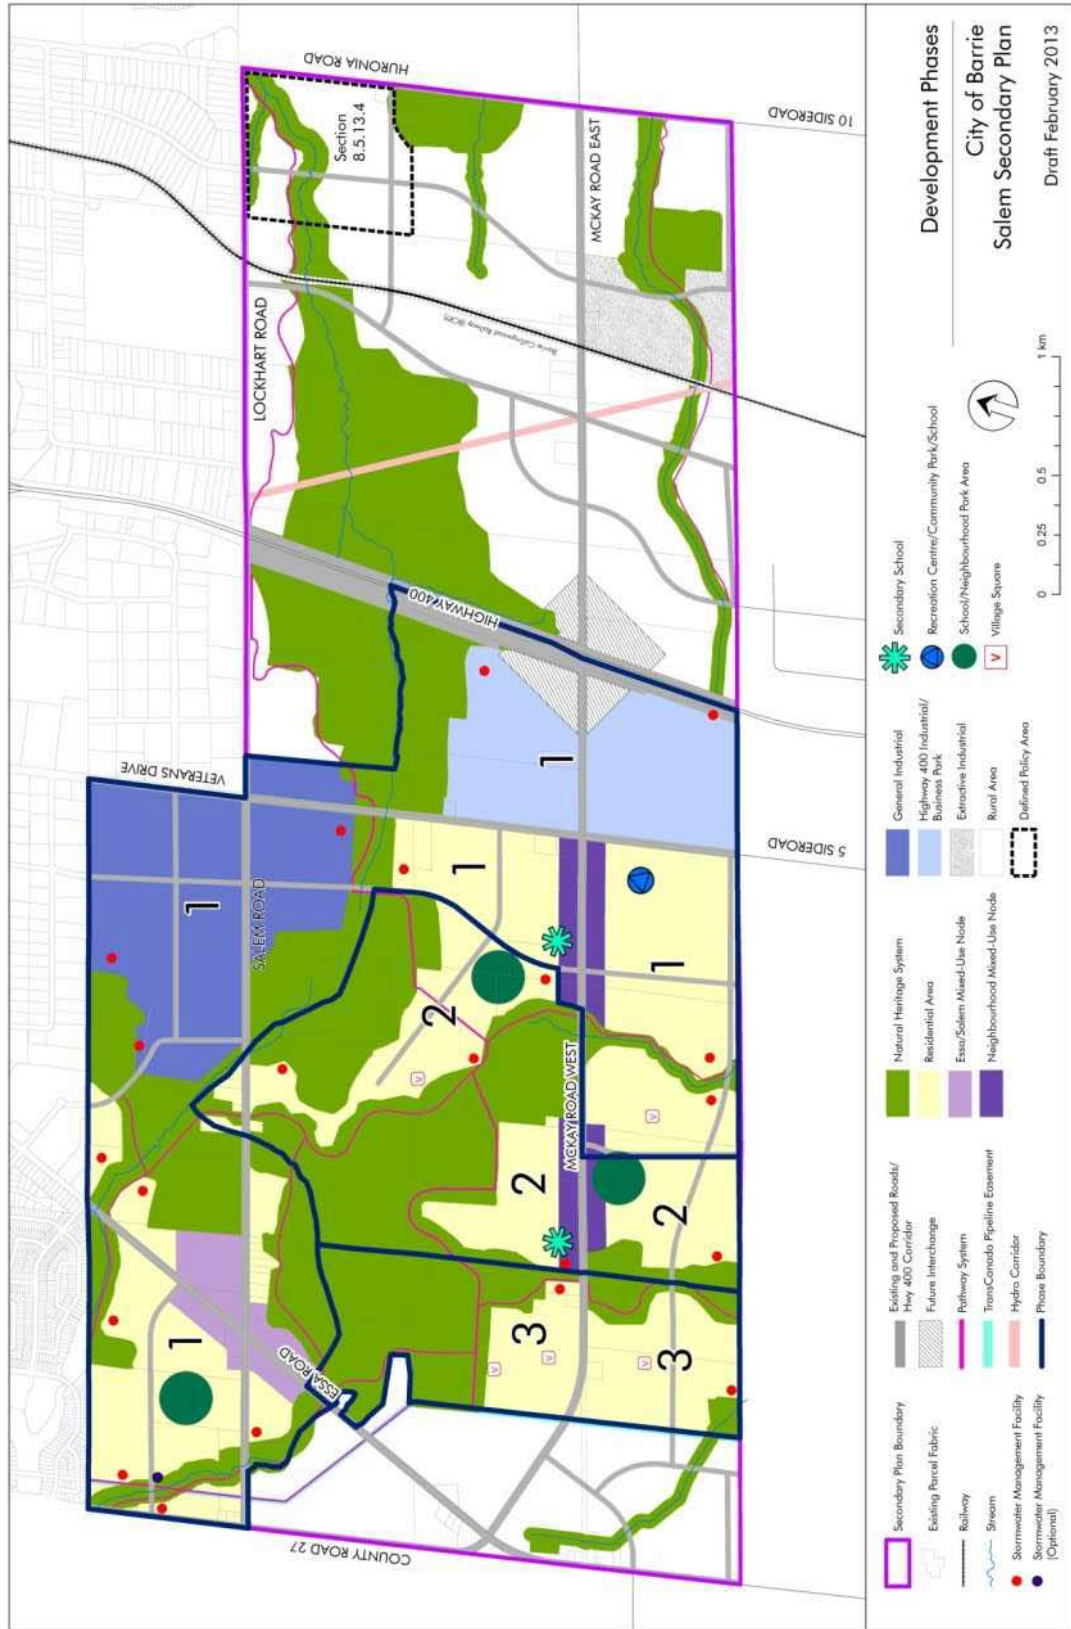 HURONIA ROAD
10 SIDEROAD
Section
8.5.13.4
MCKAY ROAD EAST
LOCKHART ROAD
Barrie Collingwood Railway (BCRY)
HIGHWAY 400
VETERANS DRIVE
5 SIDEROAD
SALEM ROAD
MCKAY ROAD WEST
ESSA ROAD
COUNTY ROAD 27
1
1
1
1
1
2
2
2
3
3
V
V
V
V
V
Secondary Plan Boundary
Existing Parcel Fabric
Railway
Stream
Stormwater Management Facility
Stormwater Management Facility
(Optional)
Existing and Proposed Roads/
Hwy 400 Corridor
Future Interchange
Pathway System
TransCanada Pipeline Easement
Hydro Corridor
Phase Boundary
Natural Heritage System
Residential Area
Essa/Salem Mixed-Use Node
Neighbourhood Mixed-Use Node
General Industrial
Highway 400 Industrial/
Business Park
Extractive Industrial
Rural Area
Defined Policy Area
Secondary School
Recreation Centre/Community Park/School
School/Neighbourhood Park Area
V
Village Square
0 0.25 0.5 1 km
Development Phases
City of Barrie
Salem Secondary Plan
Draft February 2013